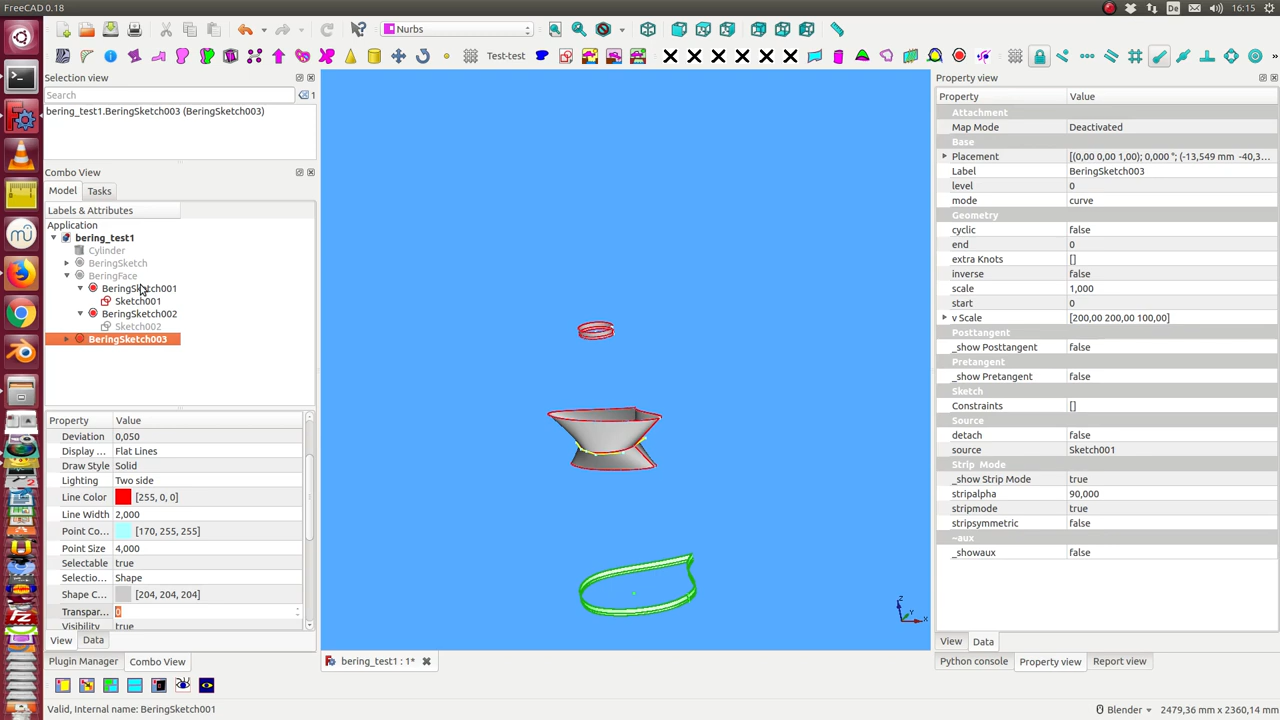 FreeCAD 0.18
De
16:15
Nurbs
Test-test
Selection view
Search
1
bering_test1.BeringSketch003 (BeringSketch003)
Combo View
Model
Tasks
Labels & Attributes
Application
bering_test1
Cylinder
BeringSketch
BeringFace
BeringSketch001
Sketch001
BeringSketch002
Sketch002
BeringSketch003
Property
Value
Deviation
0,050
Display ...
Flat Lines
Draw Style
Solid
Lighting
Two side
Line Color
[255, 0, 0]
Line Width
2,000
Point Co...
[170, 255, 255]
Point Size
4,000
Selectable
true
Selectio...
Shape
Shape C...
[204, 204, 204]
Transpar...
0
Visibility
true
View
Data
Plugin Manager
Combo View
bering_test1 : 1*
Z
Y
X
Property view
Property
Value
Attachment
Map Mode
Deactivated
Base
Placement
[(0,00 0,00 1,00); 0,000 °; (-13,549 mm -40,3...
Label
BeringSketch003
level
0
mode
curve
Geometry
cyclic
false
end
0
extra Knots
[]
inverse
false
scale
1,000
start
0
v Scale
[200,00 200,00 100,00]
Posttangent
_show Posttangent
false
Pretangent
_show Pretangent
false
Sketch
Constraints
[]
Source
detach
false
source
Sketch001
Strip Mode
_show Strip Mode
true
stripalpha
90,000
stripmode
true
stripsymmetric
false
~aux
_showaux
false
View
Data
Python console
Property view
Report view
Valid, Internal name: BeringSketch001
Blender
2479,36 mm x 2360,14 mm